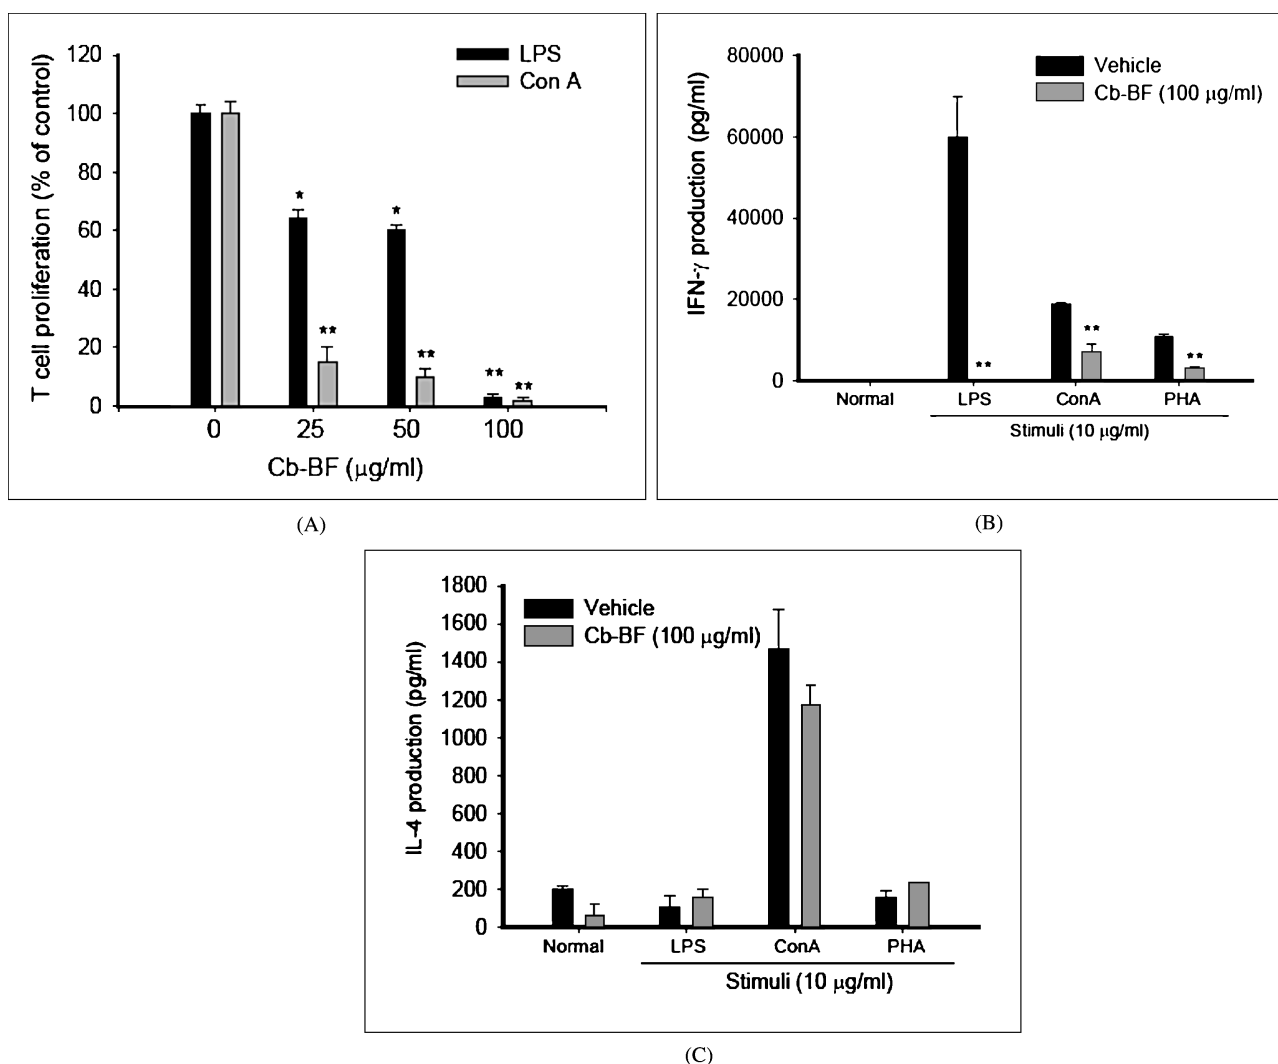 120
100
80
60
40
20
0
T cell proliferation (% of control)
LPS
Con A
*
**
*
**
**
**
0 25 50 100
Cb-BF (μg/ml)
(A)
80000
60000
40000
20000
0
IFN-γ production (pg/ml)
Vehicle
Cb-BF (100 μg/ml)
**
**
**
Normal LPS ConA PHA
Stimuli (10 μg/ml)
(B)
1800
1600
1400
1200
1000
800
600
400
200
0
IL-4 production (pg/ml)
Vehicle
Cb-BF (100 μg/ml)
Normal LPS ConA PHA
Stimuli (10 μg/ml)
(C)